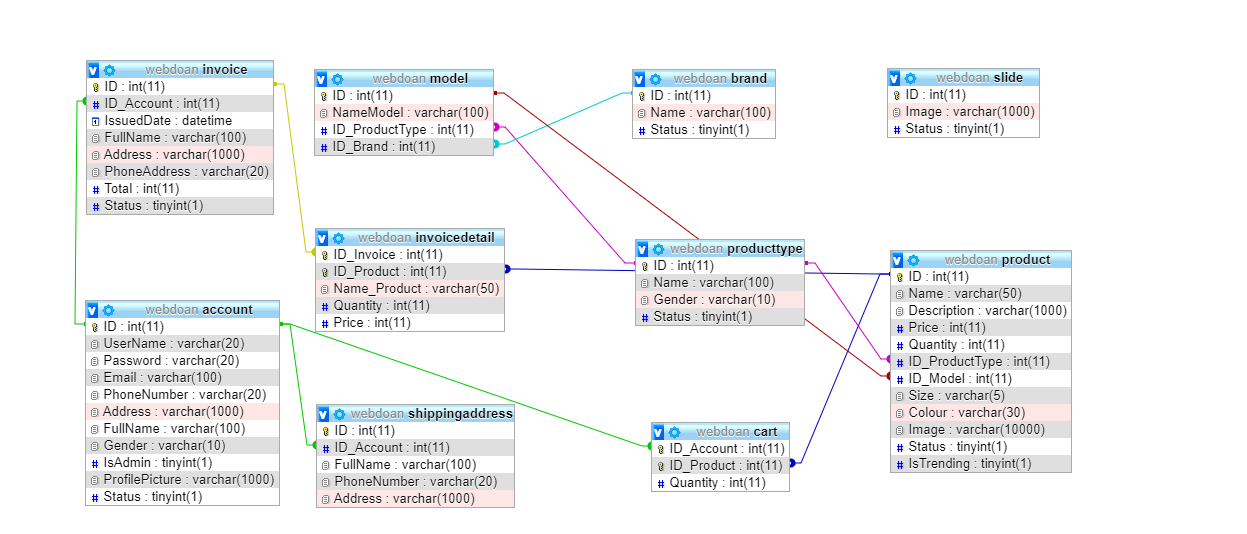 webdoan invoice
ID : int(11)
ID_Account : int(11)
IssuedDate : datetime
FullName : varchar(100)
Address : varchar(1000)
PhoneAddress : varchar(20)
Total : int(11)
Status : tinyint(1)
webdoan model
ID : int(11)
NameModel : varchar(100)
ID_ProductType : int(11)
ID_Brand : int(11)
webdoan brand
ID : int(11)
Name : varchar(100)
Status : tinyint(1)
webdoan slide
ID : int(11)
Image : varchar(1000)
Status : tinyint(1)
webdoan invoicedetail
ID_Invoice : int(11)
ID_Product : int(11)
Name_Product : varchar(50)
Quantity : int(11)
Price : int(11)
webdoan producttype
ID : int(11)
Name : varchar(100)
Gender : varchar(10)
Status : tinyint(1)
webdoan product
ID : int(11)
Name : varchar(50)
Description : varchar(1000)
Price : int(11)
Quantity : int(11)
ID_ProductType : int(11)
ID_Model : int(11)
Size : varchar(5)
Colour : varchar(30)
Image : varchar(10000)
Status : tinyint(1)
IsTrending : tinyint(1)
webdoan account
ID : int(11)
UserName : varchar(20)
Password : varchar(20)
Email : varchar(100)
PhoneNumber : varchar(20)
Address : varchar(1000)
FullName : varchar(100)
Gender : varchar(10)
IsAdmin : tinyint(1)
ProfilePicture : varchar(1000)
Status : tinyint(1)
webdoan shippingaddress
ID : int(11)
ID_Account : int(11)
FullName : varchar(100)
PhoneNumber : varchar(20)
Address : varchar(1000)
webdoan cart
ID_Account : int(11)
ID_Product : int(11)
Quantity : int(11)